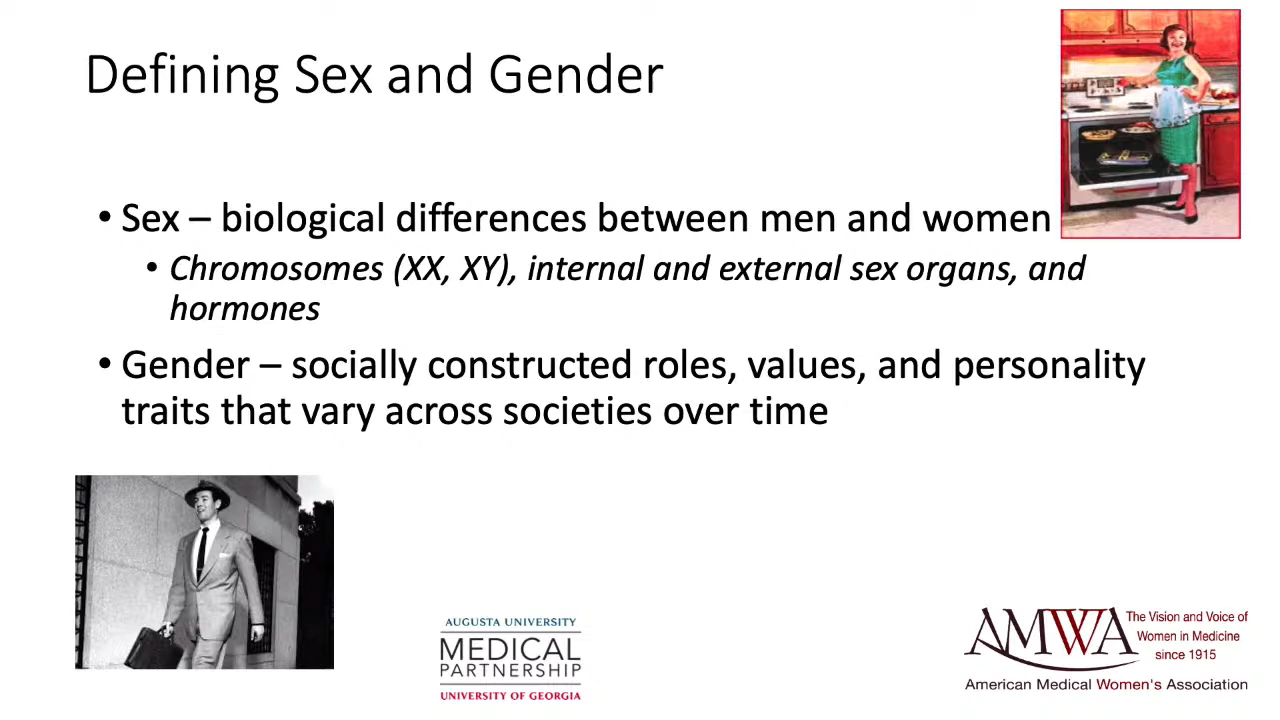 Defining Sex and Gender
• Sex – biological differences between men and women
• Chromosomes (XX, XY), internal and external sex organs, and
hormones
• Gender – socially constructed roles, values, and personality
traits that vary across societies over time
AUGUSTA UNIVERSITY
MEDICAL
PARTNERSHIP
UNIVERSITY OF GEORGIA
AMWA
The Vision and Voice of
Women in Medicine
since 1915
American Medical Women's Association